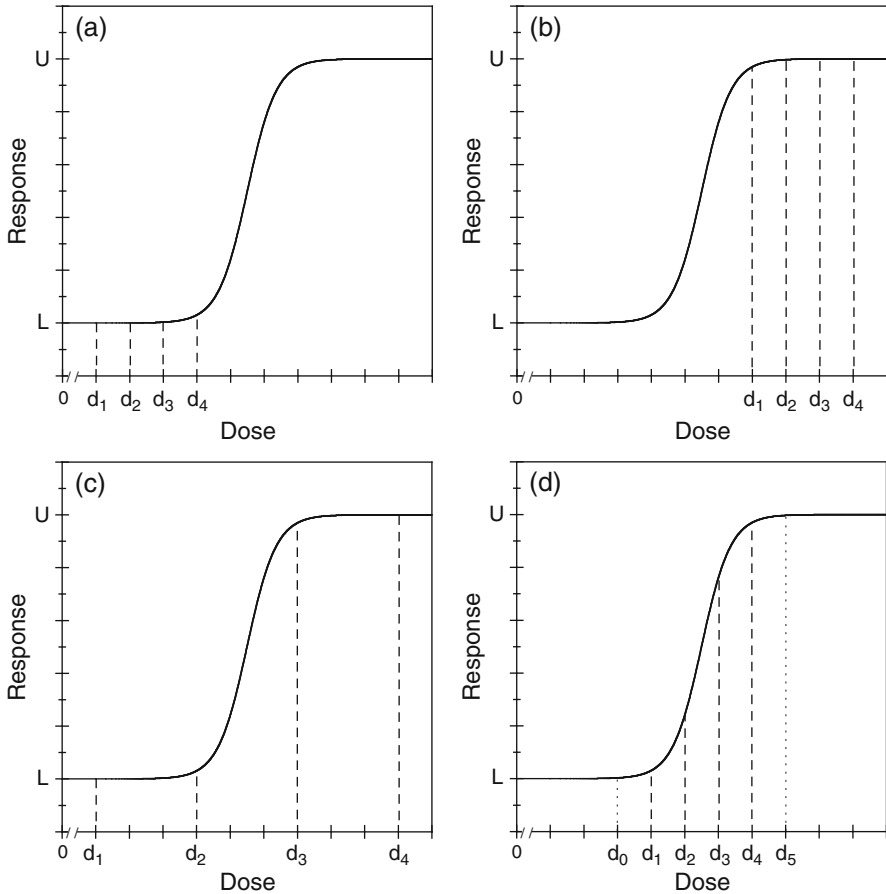 (a)
U
Response
L
0 d₁ d₂ d₃ d₄
Dose
(b)
U
Response
L
0 d₁ d₂ d₃ d₄
Dose
(c)
U
Response
L
0 d₁ d₂ d₃ d₄
Dose
(d)
U
Response
L
0 d₀ d₁ d₂ d₃ d₄ d₅
Dose